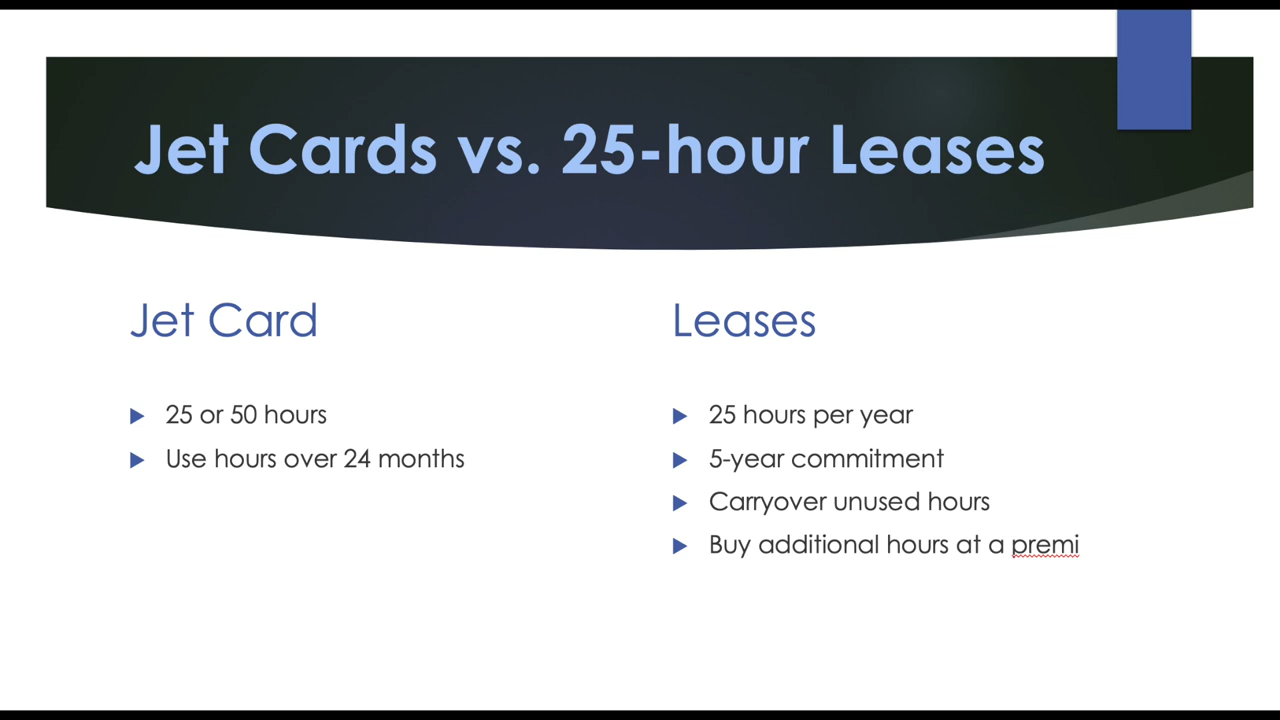 Jet Cards vs. 25-hour Leases
Jet Card
25 or 50 hours
Use hours over 24 months
Leases
25 hours per year
5-year commitment
Carryover unused hours
Buy additional hours at a premi